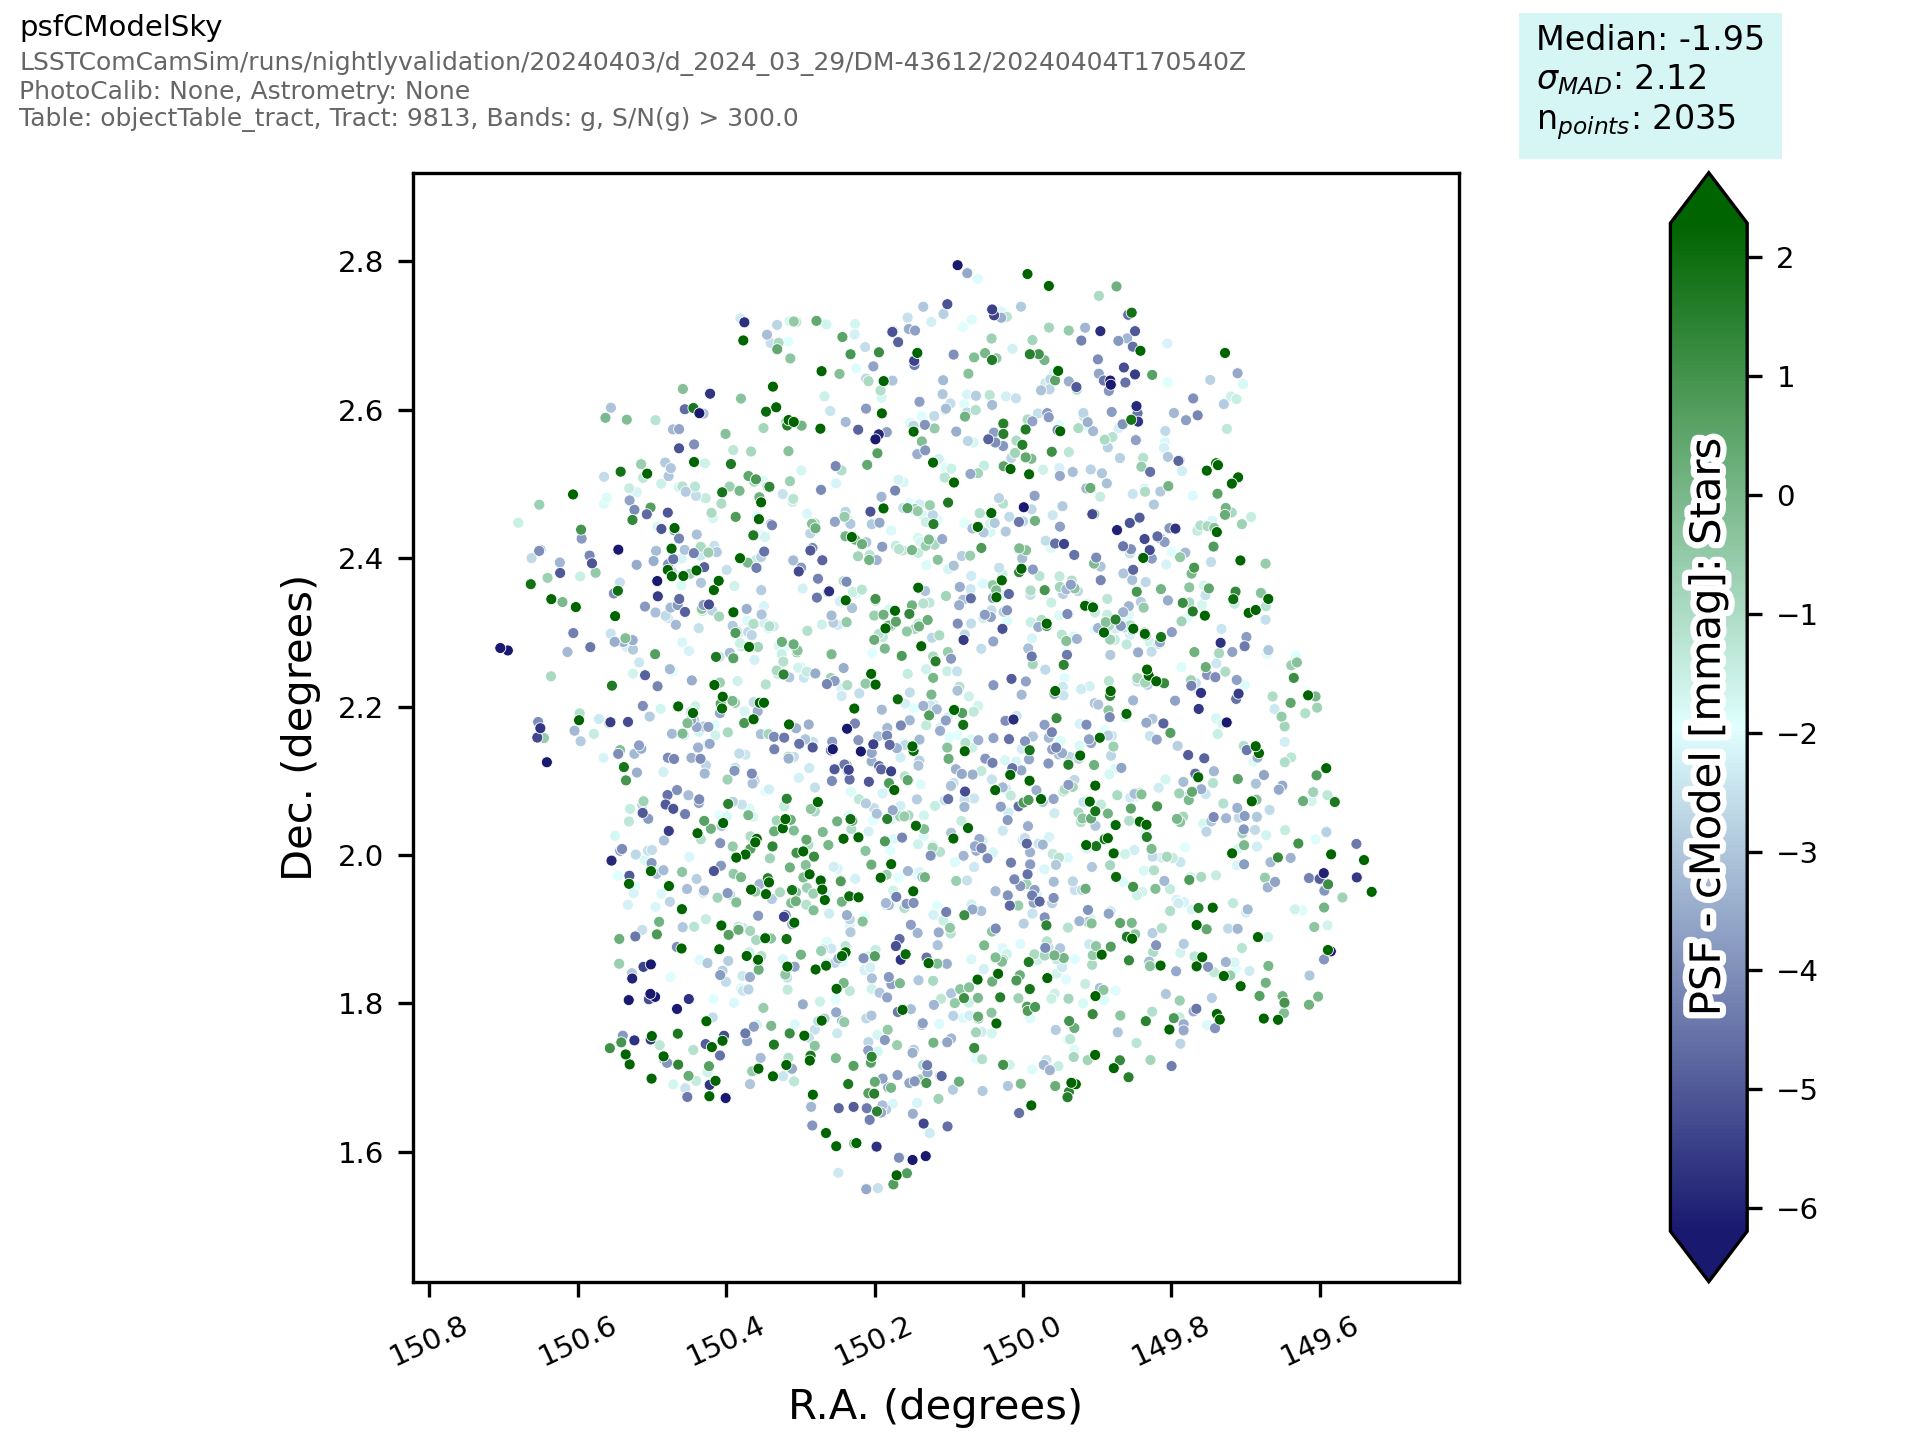 psfCModelSky
LSSTComCamSim/runs/nightlyvalidation/20240403/d_2024_03_29/DM-43612/20240404T170540Z
PhotoCalib: None, Astrometry: None
Table: objectTable_tract, Tract: 9813, Bands: g, S/N(g) > 300.0
Median: -1.95
σMAD: 2.12
npoints: 2035
Dec. (degrees)
2.8
2.6
2.4
2.2
2.0
1.8
1.6
150.8
150.6
150.4
150.2
150.0
149.8
149.6
R.A. (degrees)
PSF - cModel [mmag]: Stars
2
1
0
−1
−2
−3
−4
−5
−6